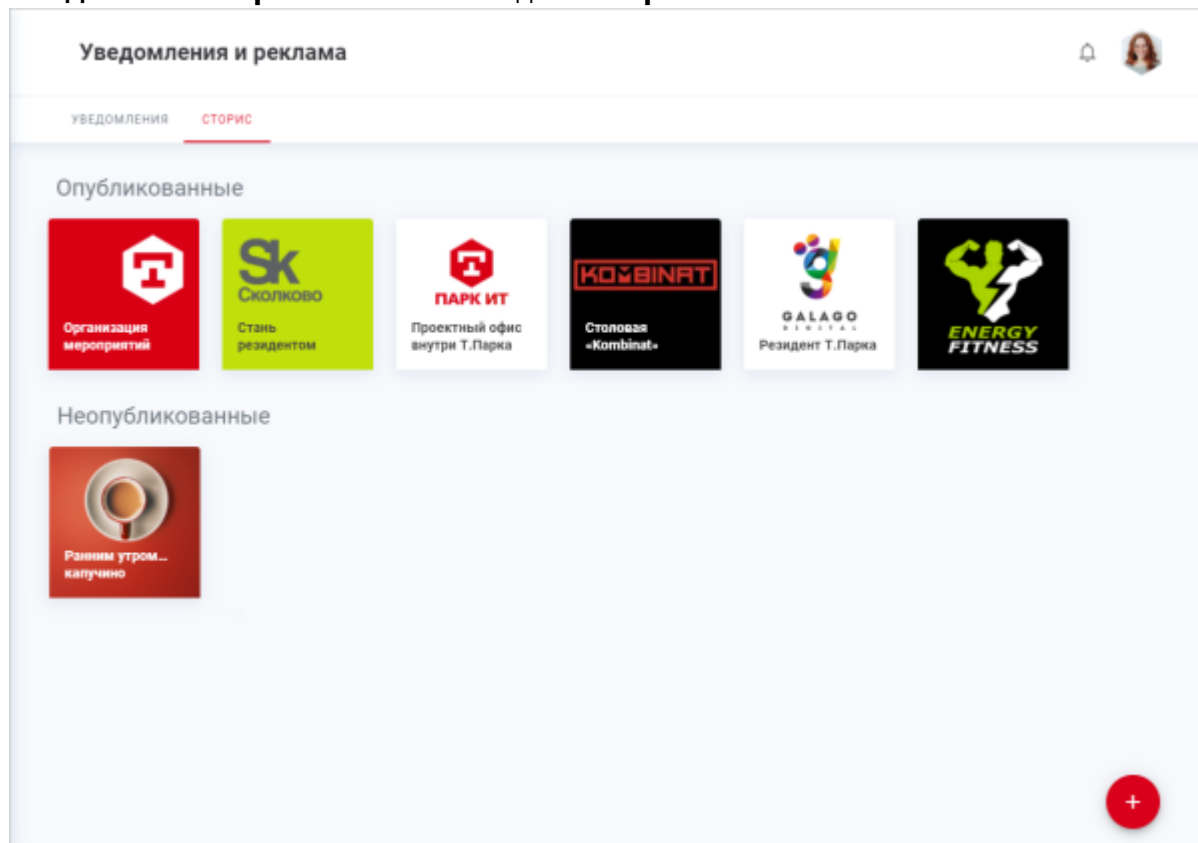 Уведомления и реклама
УВЕДОМЛЕНИЯ СТОРИС
Опубликованные
Т
Организация
мероприятий
Sk
Сколково
Стань
резидентом
Т
ПАРК ИТ
Проектный офис
внутри Т.Парка
KOMBINAT
Столовая
«Kombinat«
g
GALAGO
DIGITAL
Резидент Т.Парка
ENERGY
FITNESS
Неопубликованные
Ранним утром...
капучино
+